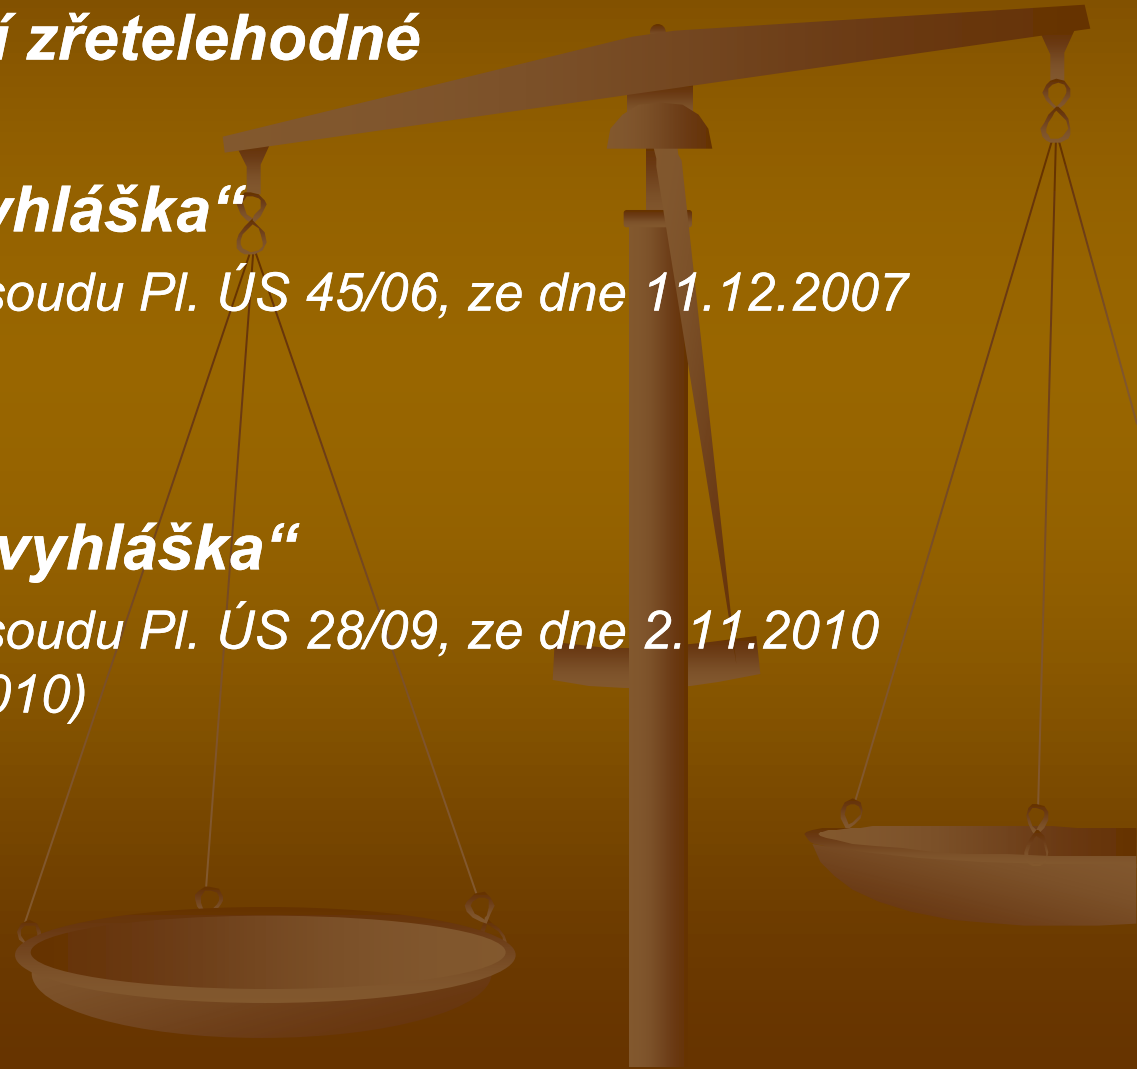 í zřetelehodné
yhláška“
soudu Pl. ÚS 45/06, ze dne 11.12.2007
vyhláška“
soudu Pl. ÚS 28/09, ze dne 2.11.2010
010)